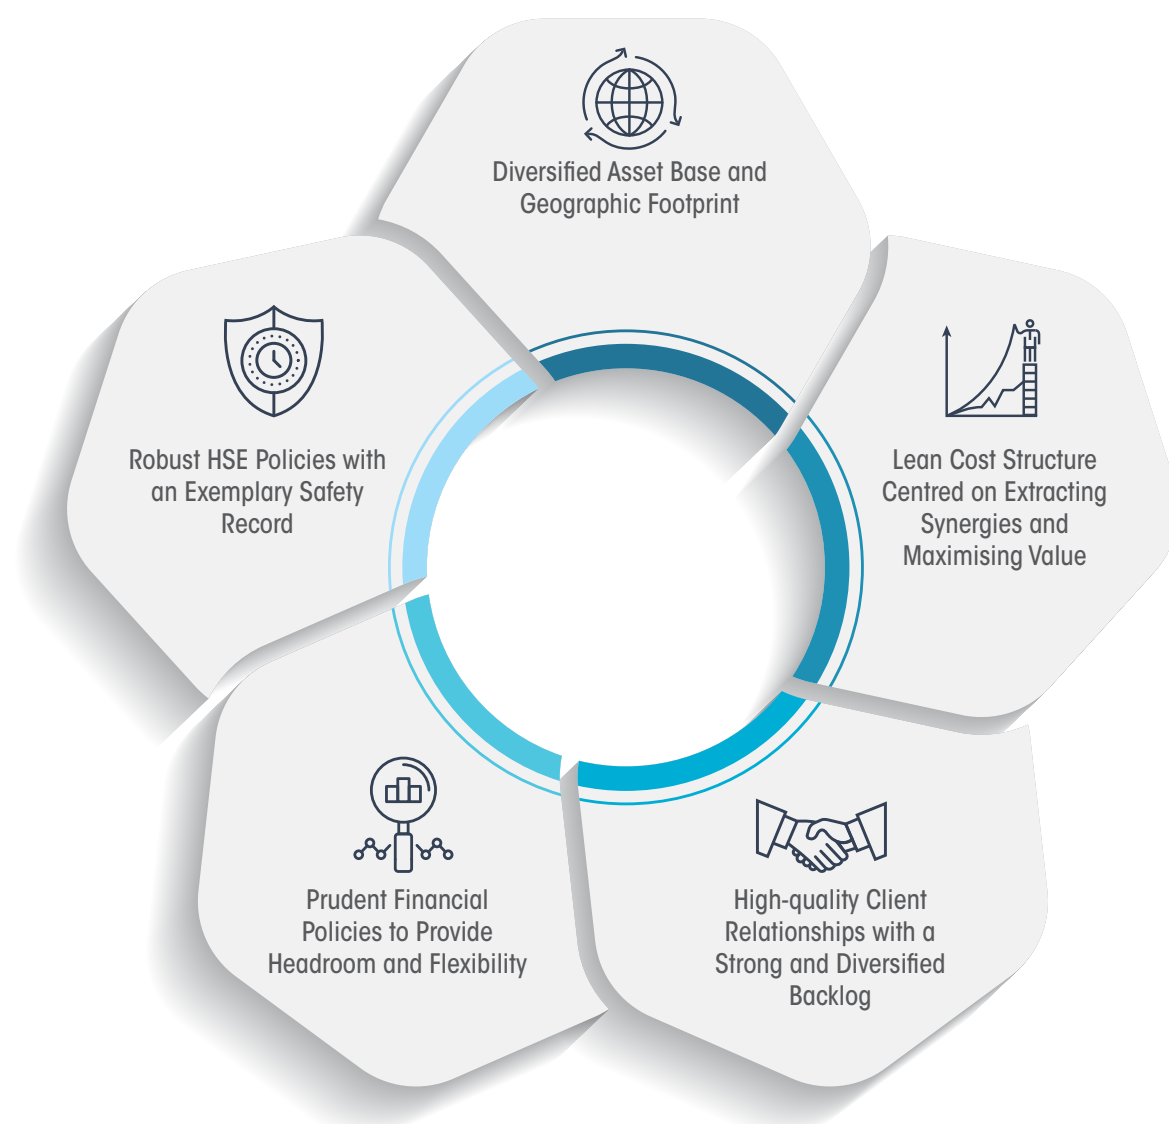 Diversified Asset Base and
Geographic Footprint
Lean Cost Structure
Centred on Extracting
Synergies and
Maximising Value
High-quality Client
Relationships with a
Strong and Diversified
Backlog
Prudent Financial
Policies to Provide
Headroom and Flexibility
Robust HSE Policies with
an Exemplary Safety
Record